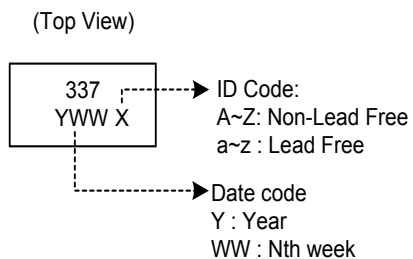 (Top View)
337
YWW X
ID Code:
A~Z: Non-Lead Free
a~z : Lead Free
Date code
Y : Year
WW : Nth week